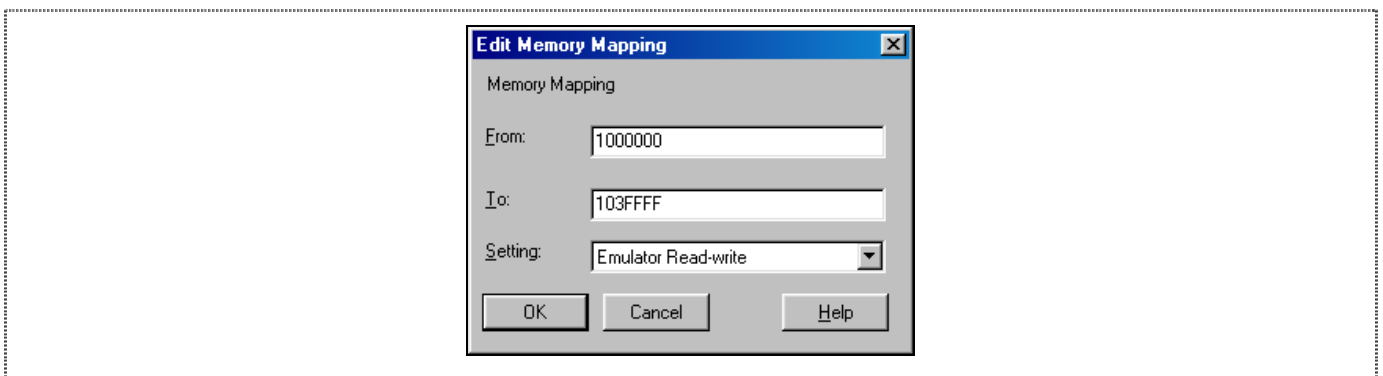 Edit Memory Mapping
Memory Mapping
From: 1000000
To: 103FFFF
Setting: Emulator Read-write
OK Cancel Help